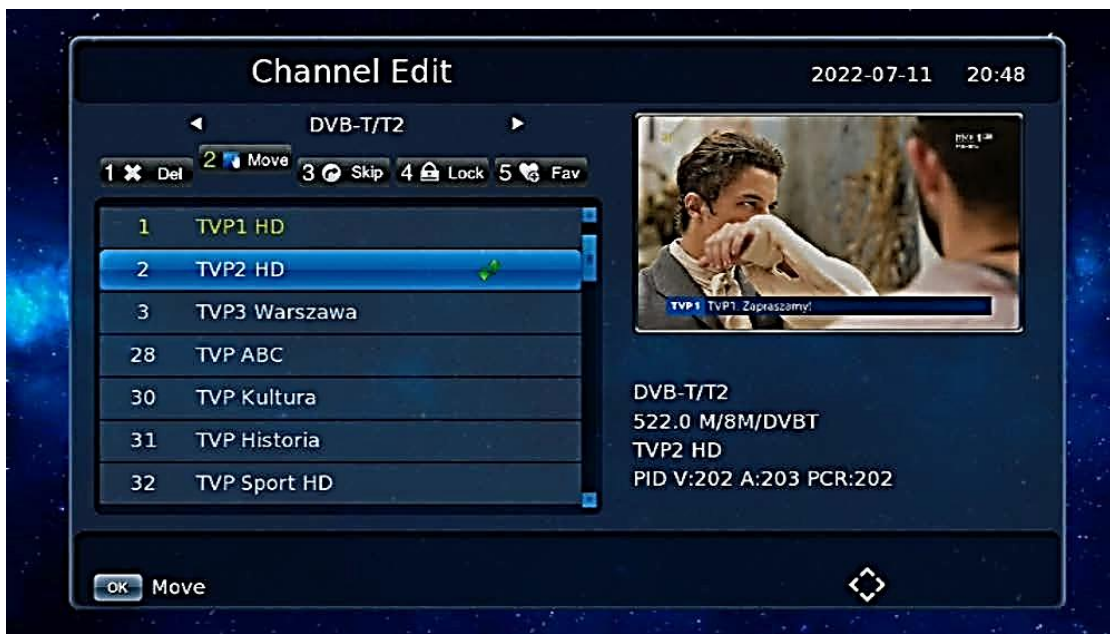 Channel Edit
2022-07-11 20:48
DVB-T/T2
1 Del 2 Move 3 Skip 4 Lock 5 Fav
1 TVP1 HD
2 TVP2 HD
3 TVP3 Warszawa
28 TVP ABC
30 TVP Kultura
31 TVP Historia
32 TVP Sport HD
TVP1 TVP1. Zapraszamy!
DVB-T/T2
522.0 M/8M/DVBT
TVP2 HD
PID V:202 A:203 PCR:202
OK Move